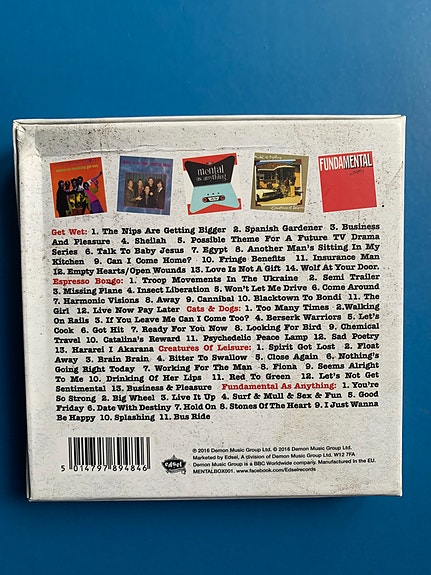 mental
as anything
FUNDAMENTAL
Get Wet: 1. The Nips Are Getting Bigger 2. Spanish Gardener 3. Business
And Pleasure 4. Sheilah 5. Possible Theme For A Future TV Drama
Series 6. Talk To Baby Jesus 7. Egypt 8. Another Man's Sitting In My
Kitchen 9. Can I Come Home? 10. Fringe Benefits 11. Insurance Man
12. Empty Hearts/Open Wounds 13. Love Is Not A Gift 14. Wolf At Your Door.
Espresso Bongo: 1. Troop Movements In The Ukraine 2. Semi Trailer
3. Missing Plane 4. Insect Liberation 5. Won't Let Me Drive 6. Come Around
7. Harmonic Visions 8. Away 9. Cannibal 10. Blacktown To Bondi 11. The
Girl 12. Live Now Pay Later Cats & Dogs: 1. Too Many Times 2.Walking
On Rails 3. If You Leave Me Can I Come Too? 4. Berserk Warriors 5. Let's
Cook 6. Got Hit 7. Ready For You Now 8. Looking For Bird 9. Chemical
Travel 10. Catalina's Reward 11. Psychedelic Peace Lamp 12. Sad Poetry
13. Hararei I Akarana Creatures Of Leisure: 1. Spirit Got Lost 2. Float
Away 3. Brain Brain 4. Bitter To Swallow 5. Close Again 6. Nothing's
Going Right Today 7. Working For The Man 8. Fiona 9. Seems Alright
To Me 10. Drinking Of Her Lips 11. Red To Green 12. Let's Not Get
Sentimental 13. Business & Pleasure Fundamental As Anything: 1. You're
So Strong 2. Big Wheel 3. Live It Up 4. Surf & Mull & Sex & Fun 5. Good
Friday 6. Date With Destiny 7. Hold On 8. Stones Of The Heart 9. I Just Wanna
Be Happy 10. Splashing 11. Bus Ride
5 014797 894846
edsel
℗ 2016 Demon Music Group Ltd. © 2016 Demon Music Group Ltd.
Marketed by Edsel, A division of Demon Music Group Ltd. W12 7FA
Demon Music Group is a BBC Worldwide company. Manufactured In the EU.
MENTALBOX001. www.facebook.com/Edselrecords